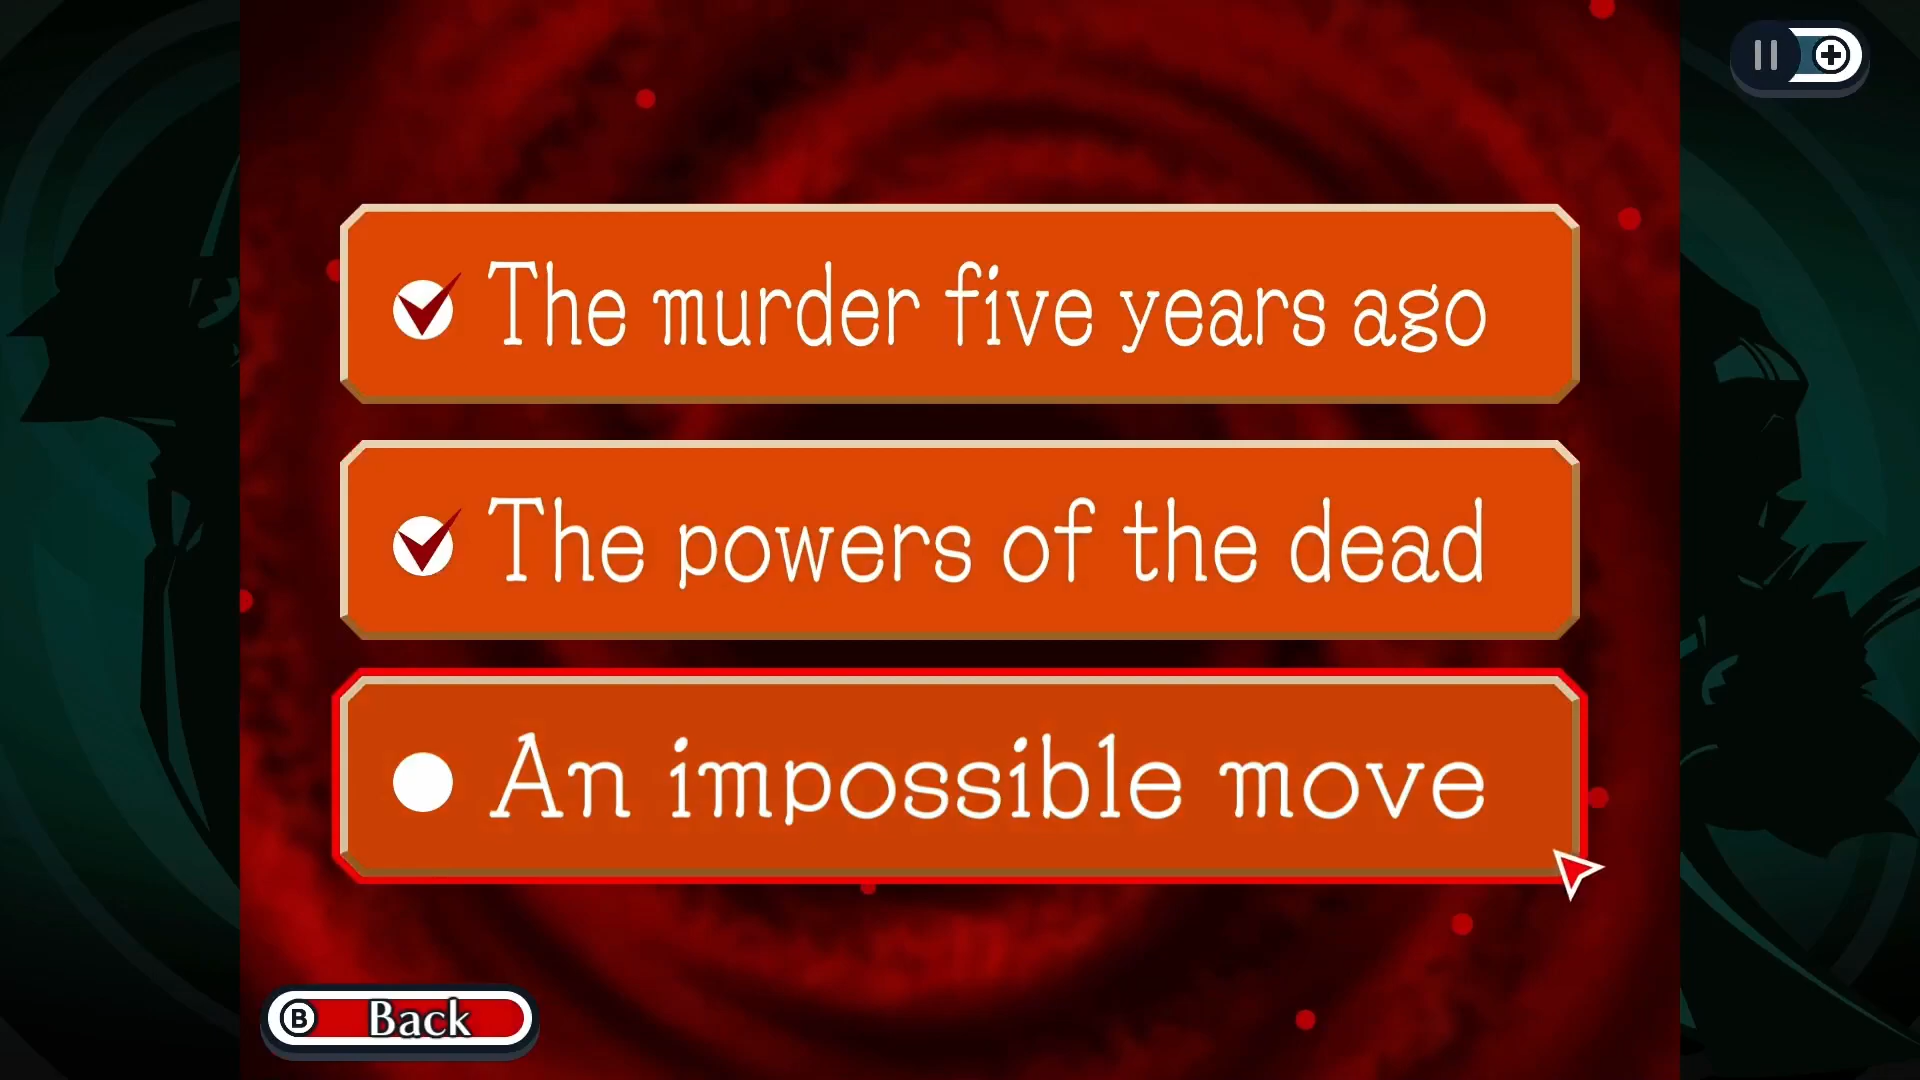 The murder five years ago
The powers of the dead
An impossible move
B Back